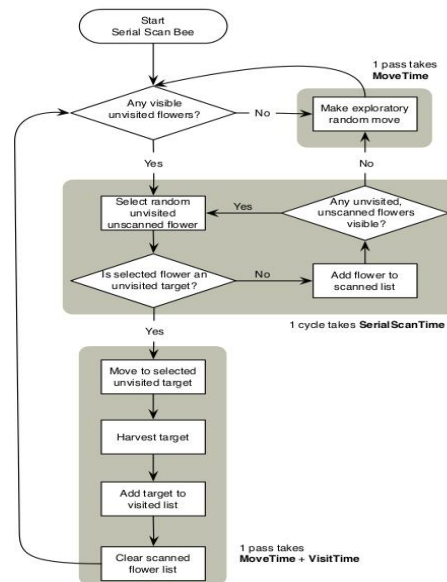 Start
Serial Scan Bee
1 pass takes
MoveTime
Any visible
unvisited flowers?
No
Make exploratory
random move
Yes
No
Select random
unvisited
unscanned flower
Yes
Any unvisited,
unscanned flowers
visible?
Is selected flower an
unvisited target?
No
Add flower to
scanned list
1 cycle takes SerialScanTime
Yes
Move to selected
unvisited target
Harvest target
Add target to
visited list
Clear scanned
flower list
1 pass takes
MoveTime + VisitTime